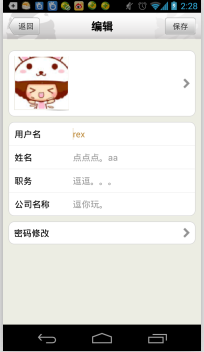 2:28
返回
编辑
保存
用户名 rex
姓名 点点点。aa
职务 逗逗。。。
公司名称 逗你玩。
密码修改